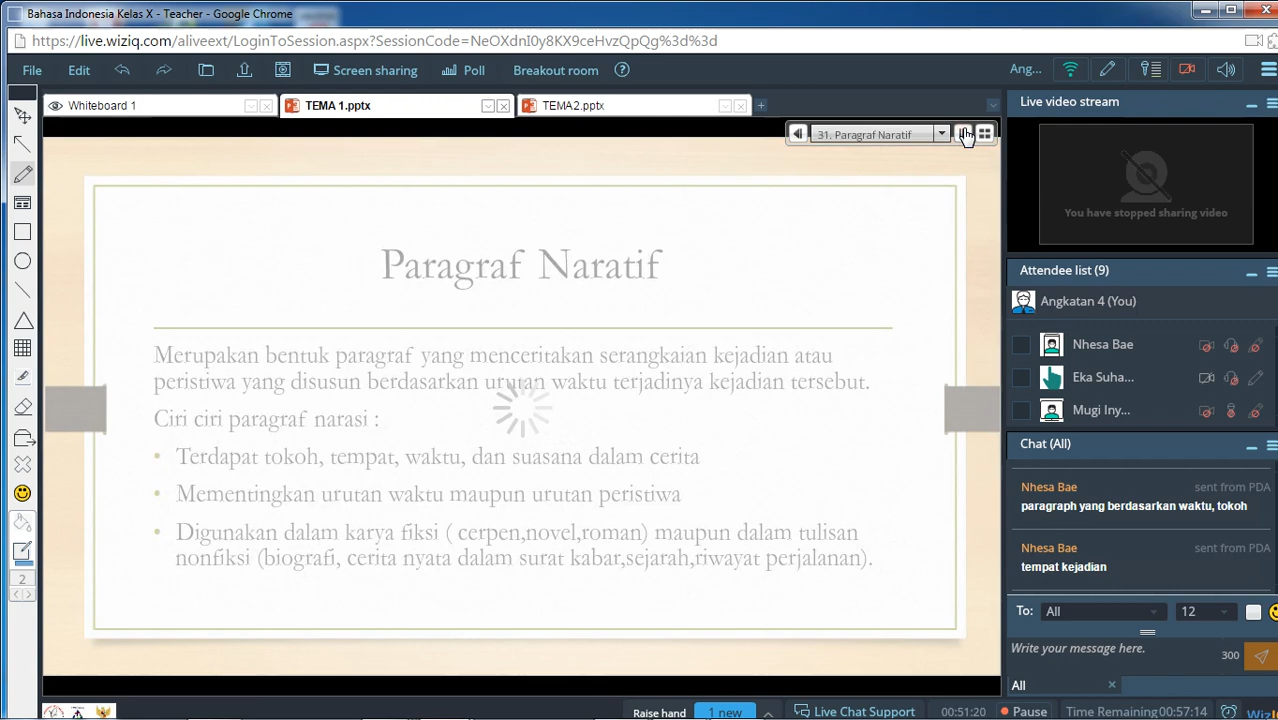 Bahasa Indonesia Kelas X - Teacher - Google Chrome
https://live.wiziq.com/aliveext/LoginToSession.aspx?SessionCode=NeOXdnI0y8KX9ceHvzQpQg%3d%3d
File Edit Screen sharing Poll Breakout room Ang...
Whiteboard 1 TEMA 1.pptx TEMA2.pptx
Live video stream
31. Paragraf Naratif
You have stopped sharing video
Paragraf Naratif
Merupakan bentuk paragraf yang menceritakan serangkaian kejadian atau
peristiwa yang disusun berdasarkan urutan waktu terjadinya kejadian tersebut.
Ciri ciri paragraf narasi :
• Terdapat tokoh, tempat, waktu, dan suasana dalam cerita
• Mementingkan urutan waktu maupun urutan peristiwa
• Digunakan dalam karya fiksi ( cerpen,novel,roman) maupun dalam tulisan
nonfiksi (biografi, cerita nyata dalam surat kabar,sejarah,riwayat perjalanan).
Attendee list (9)
Angkatan 4 (You)
Nhesa Bae
Eka Suha...
Mugi Iny...
Chat (All)
Nhesa Bae sent from PDA
paragraph yang berdasarkan waktu, tokoh
Nhesa Bae sent from PDA
tempat kejadian
To: All 12
Write your message here. 300
All
2
Raise hand 1 new Live Chat Support 00:51:20 Pause Time Remaining 00:57:14